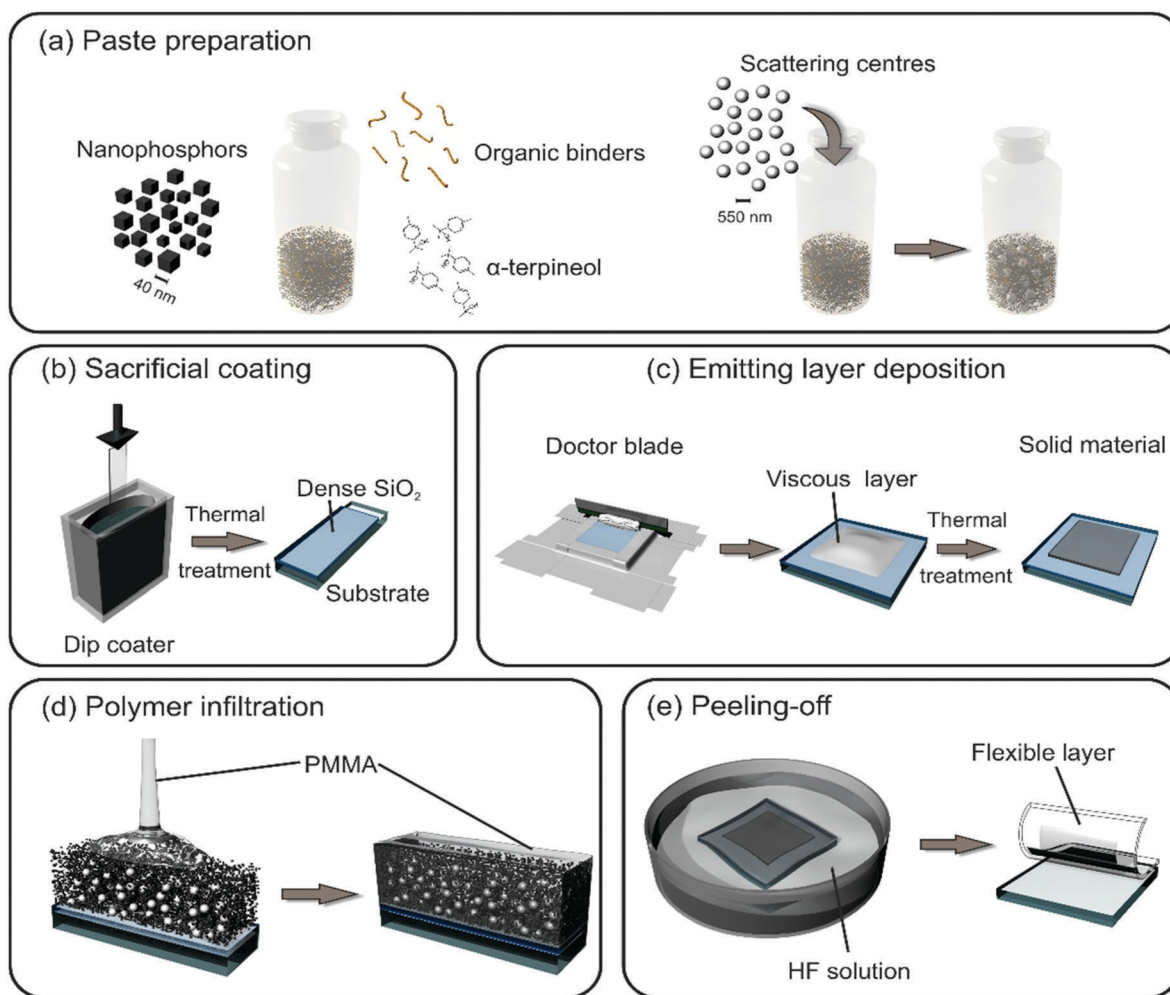 (a) Paste preparation
Scattering centres
Nanophosphors
Organic binders
550 nm
40 nm
α-terpineol
(b) Sacrificial coating
Dense SiO₂
Thermal
treatment
Substrate
Dip coater
(c) Emitting layer deposition
Doctor blade
Solid material
Viscous layer
Thermal
treatment
(d) Polymer infiltration
PMMA
(e) Peeling-off
Flexible layer
HF solution